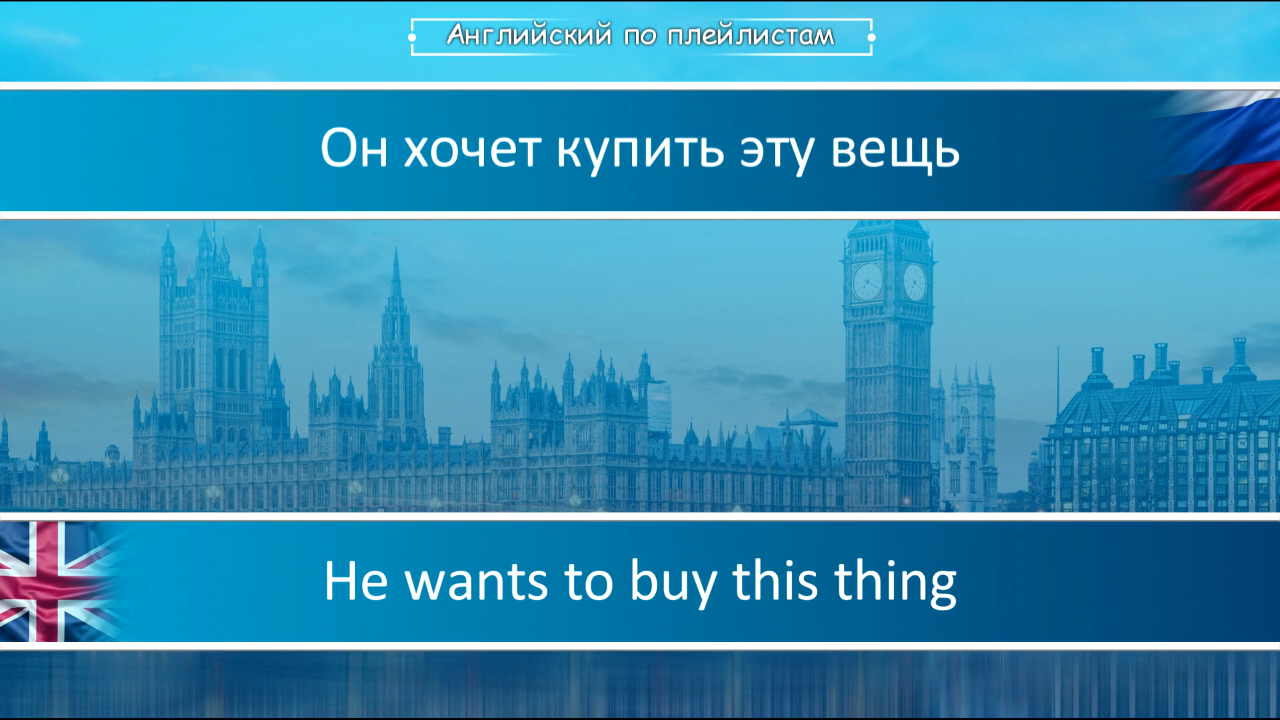 Английский по плейлистам
Он хочет купить эту вещь
He wants to buy this thing